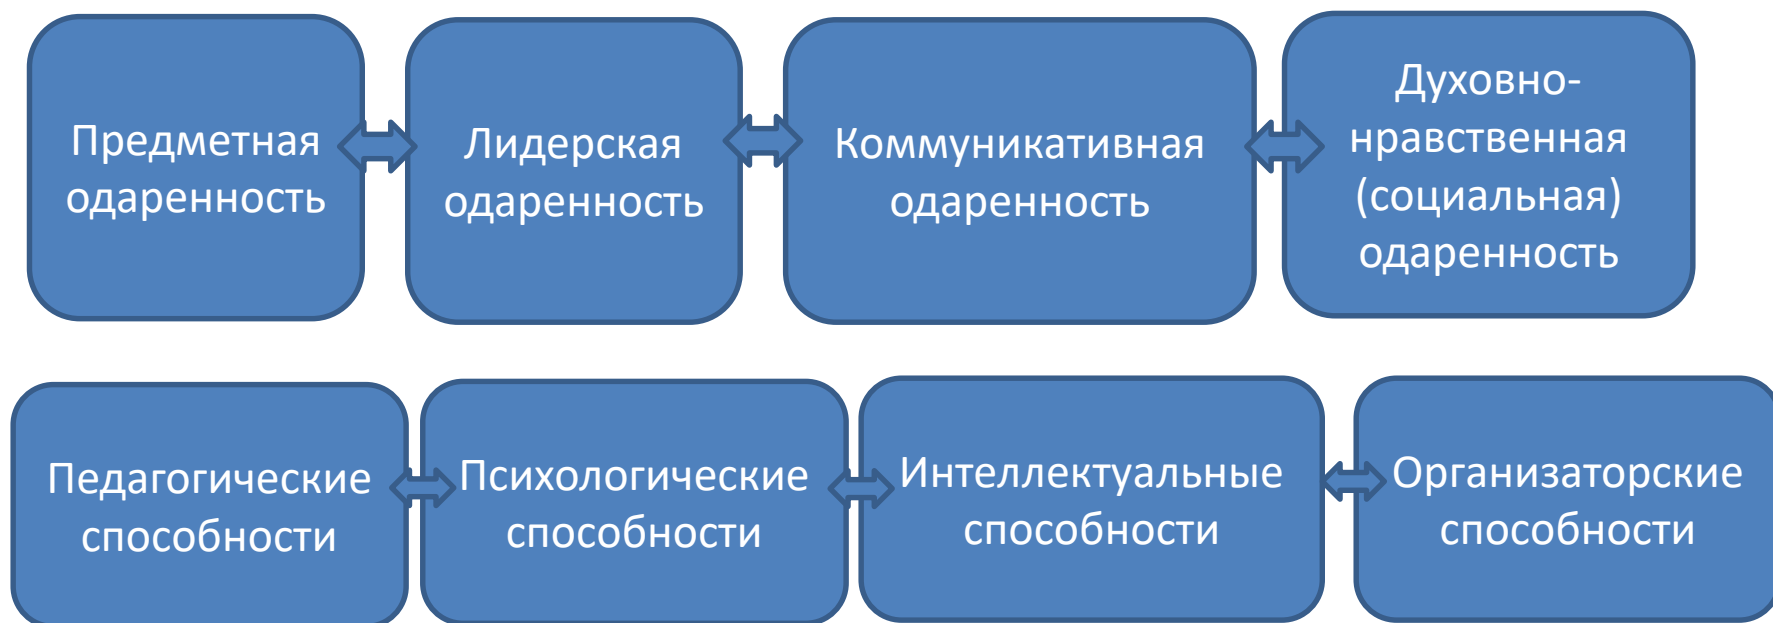 Предметная
одаренность
Лидерская
одаренность
Коммуникативная
одаренность
Духовно-
нравственная
(социальная)
одаренность
Педагогические
способности
Психологические
способности
Интеллектуальные
способности
Организаторские
способности